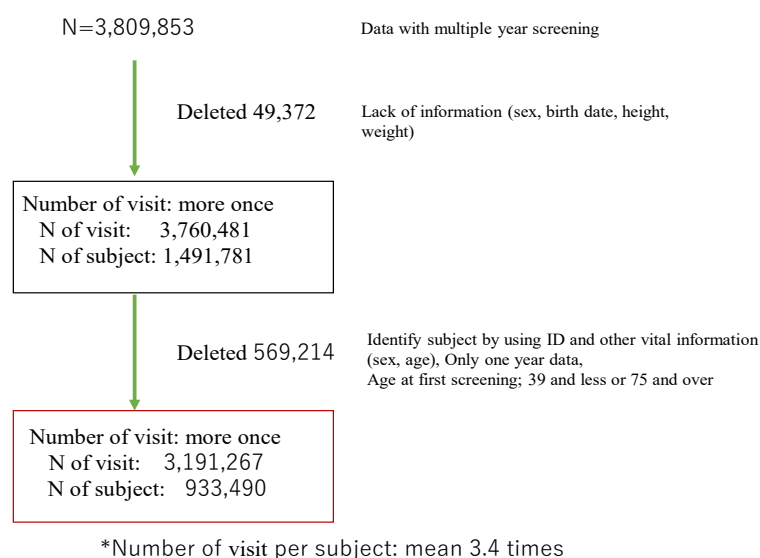 N=3,809,853
Data with multiple year screening
Deleted 49,372
Lack of information (sex, birth date, height,
weight)
Number of visit: more once
N of visit: 3,760,481
N of subject: 1,491,781
Deleted 569,214
Identify subject by using ID and other vital information
(sex, age), Only one year data,
Age at first screening; 39 and less or 75 and over
Number of visit: more once
N of visit: 3,191,267
N of subject: 933,490
*Number of visit per subject: mean 3.4 times